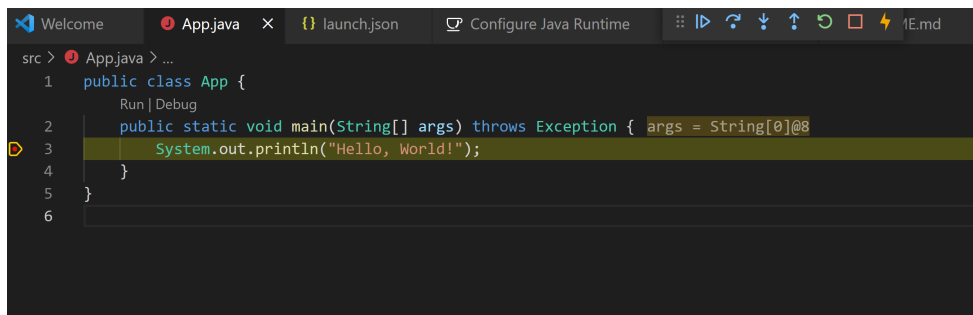 Welcome App.java {} launch.json Configure Java Runtime ME.md
src > App.java > ...
1 public class App {
Run | Debug
2 public static void main(String[] args) throws Exception { args = String[0]@8
3 System.out.println("Hello, World!");
4 }
5 }
6